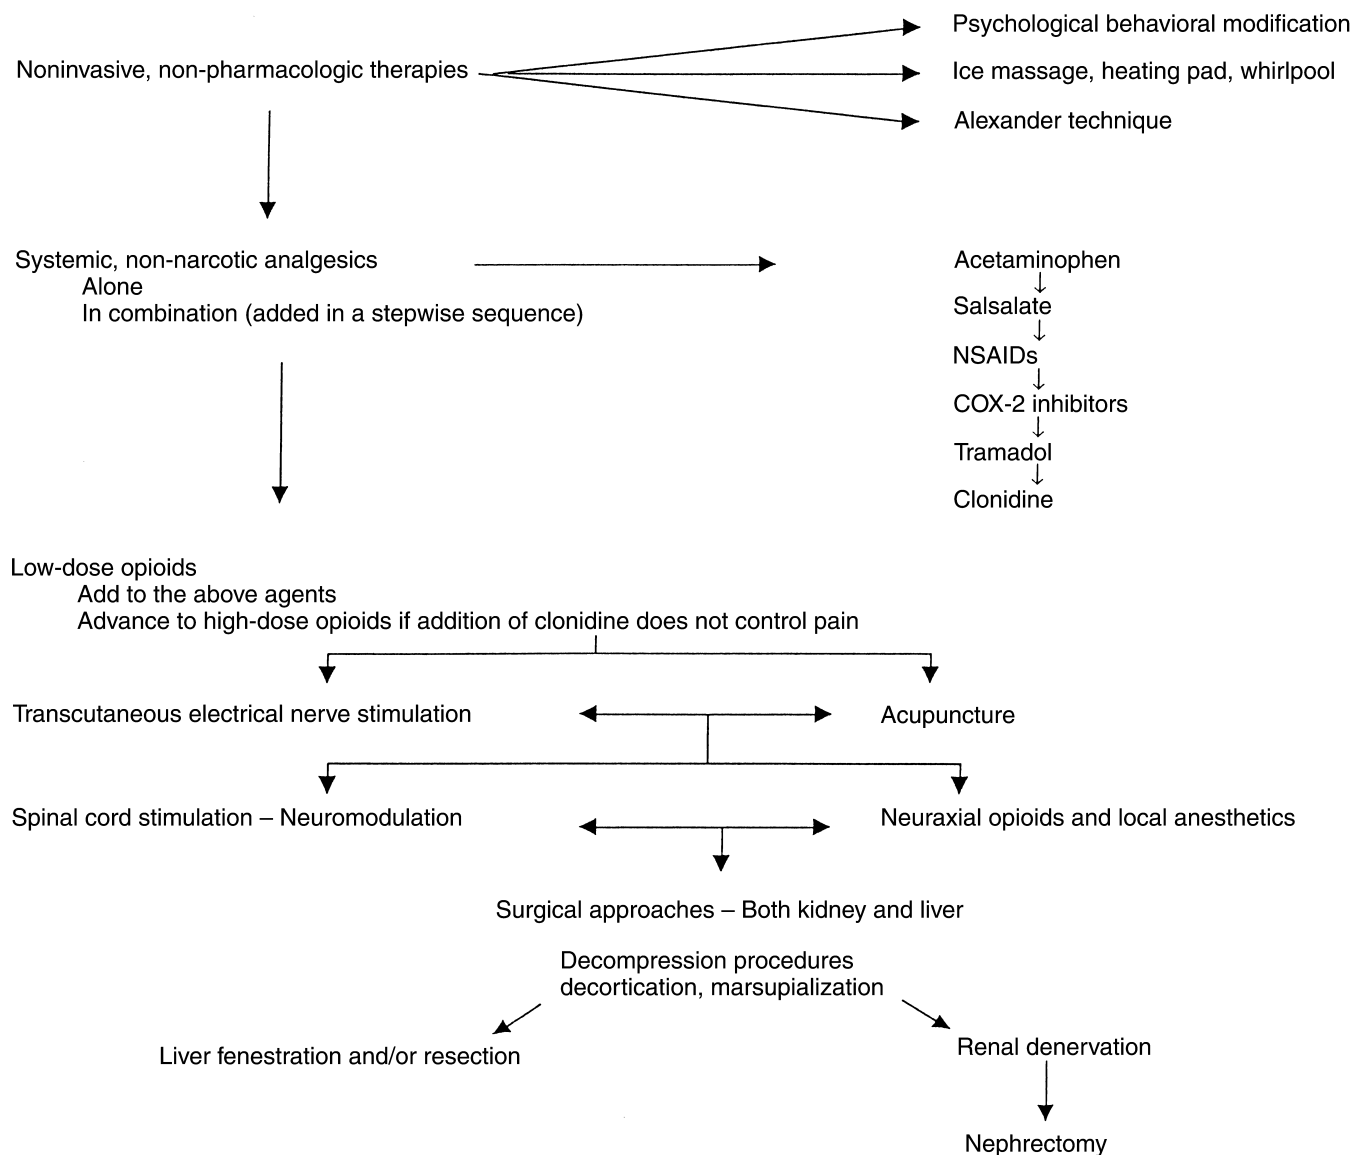 Psychological behavioral modification
Noninvasive, non-pharmacologic therapies
Ice massage, heating pad, whirlpool
Alexander technique
Systemic, non-narcotic analgesics
Alone
In combination (added in a stepwise sequence)
Acetaminophen
Salsalate
NSAIDs
COX-2 inhibitors
Tramadol
Clonidine
Low-dose opioids
Add to the above agents
Advance to high-dose opioids if addition of clonidine does not control pain
Transcutaneous electrical nerve stimulation
Acupuncture
Spinal cord stimulation – Neuromodulation
Neuraxial opioids and local anesthetics
Surgical approaches – Both kidney and liver
Decompression procedures
decortication, marsupialization
Liver fenestration and/or resection
Renal denervation
Nephrectomy